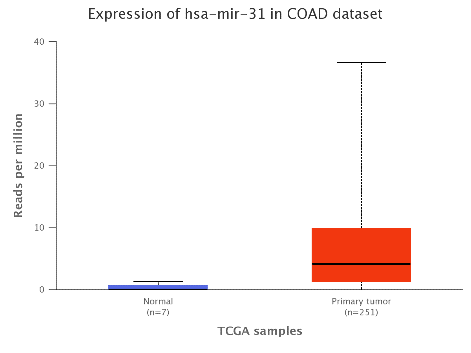 Expression of hsa-mir-31 in COAD dataset
40
30
20
10
0
Reads per million
Normal
(n=7)
Primary tumor
(n=251)
TCGA samples